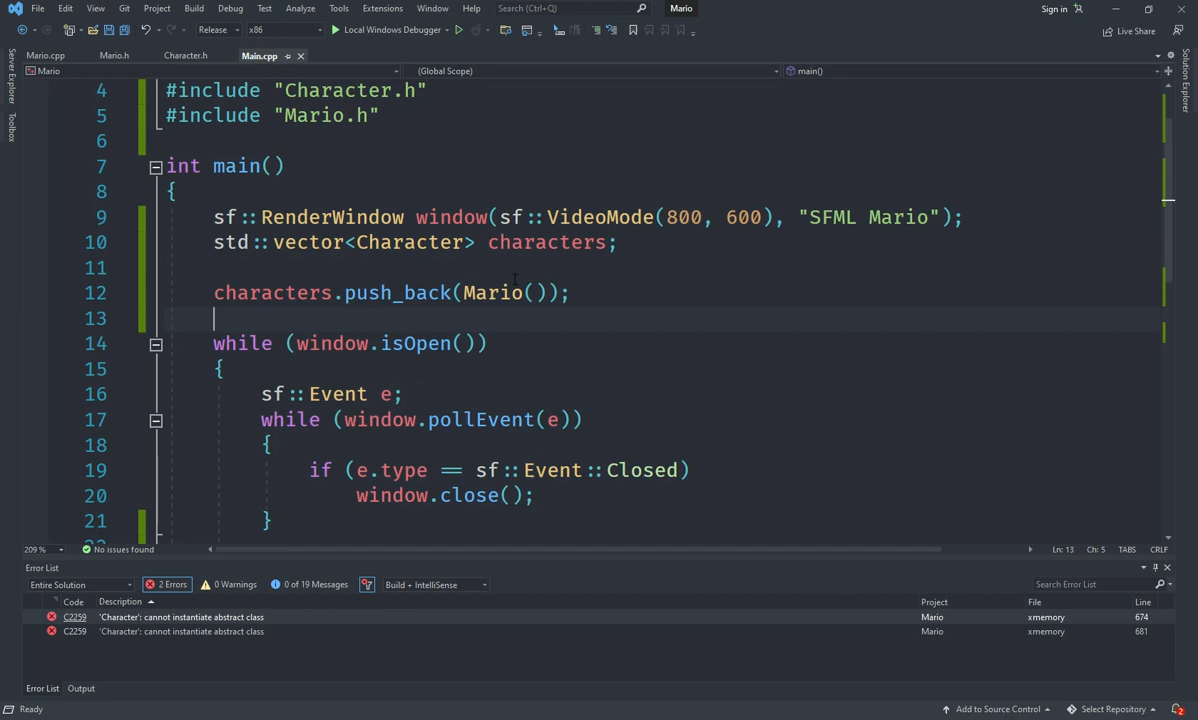 File Edit View Git Project Build Debug Test Analyze Tools Extensions Window Help Search (Ctrl+Q) Mario Sign in
Release x86 Local Windows Debugger Live Share
Mario.cpp Mario.h Character.h Main.cpp
Mario (Global Scope) main()
Server Explorer
Toolbox
Solution Explorer
4 #include "Character.h"
5 #include "Mario.h"
6
7 int main()
8 {
9 sf::RenderWindow window(sf::VideoMode(800, 600), "SFML Mario");
10 std::vector<Character> characters;
11
12 characters.push_back(Mario());
13
14 while (window.isOpen())
15 {
16 sf::Event e;
17 while (window.pollEvent(e))
18 {
19 if (e.type == sf::Event::Closed)
20 window.close();
21 }
22
209 % No issues found Ln: 13 Ch: 5 TABS CRLF
Error List
Entire Solution 2 Errors 0 Warnings 0 of 19 Messages Build + IntelliSense Search Error List
Code Description Project File Line
C2259 'Character': cannot instantiate abstract class Mario xmemory 674
C2259 'Character': cannot instantiate abstract class Mario xmemory 681
Error List Output
Ready Add to Source Control Select Repository 2